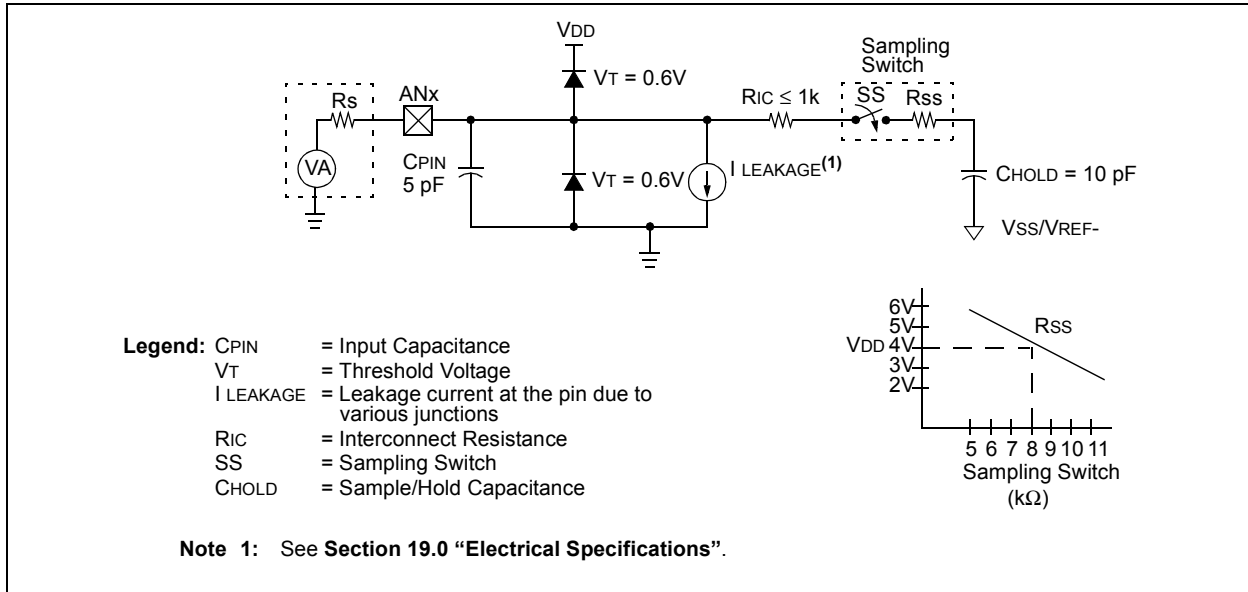 VDD
Sampling
Switch
VT = 0.6V
Rs ANx RIC ≤ 1k SS Rss
VA CPIN
5 pF VT = 0.6V I LEAKAGE(1) CHOLD = 10 pF
VSS/VREF-
6V
5V
VDD 4V
3V
2V
RSS
5 6 7 8 9 10 11
Sampling Switch
(kΩ)
Legend: CPIN = Input Capacitance
VT = Threshold Voltage
I LEAKAGE = Leakage current at the pin due to
various junctions
RIC = Interconnect Resistance
SS = Sampling Switch
CHOLD = Sample/Hold Capacitance
Note 1: See Section 19.0 “Electrical Specifications”.